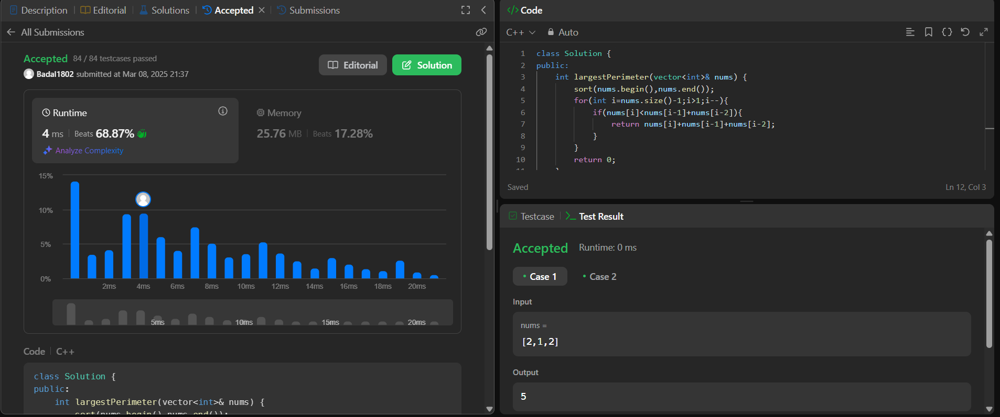 Description | Editorial | Solutions | Accepted × | Submissions
All Submissions
Accepted 84 / 84 testcases passed
Badal1802 submitted at Mar 08, 2025 21:37
Editorial
Solution
Runtime
4 ms | Beats 68.87%
Analyze Complexity
Memory
25.76 MB | Beats 17.28%
15%
10%
5%
0%
2ms 4ms 6ms 8ms 10ms 12ms 14ms 16ms 18ms 20ms
5ms 10ms 15ms 20ms
Code | C++
class Solution {
public:
    int largestPerimeter(vector<int>& nums) {
        sort(nums.begin(),nums.end());
</> Code
C++ Auto
1 class Solution {
2 public:
3     int largestPerimeter(vector<int>& nums) {
4         sort(nums.begin(),nums.end());
5         for(int i=nums.size()-1;i>1;i--){
6             if(nums[i]<nums[i-1]+nums[i-2]){
7                 return nums[i]+nums[i-1]+nums[i-2];
8             }
9         }
10         return 0;
11     }
Saved
Ln 12, Col 3
Testcase | >_ Test Result
Accepted Runtime: 0 ms
• Case 1 • Case 2
Input
nums =
[2,1,2]
Output
5